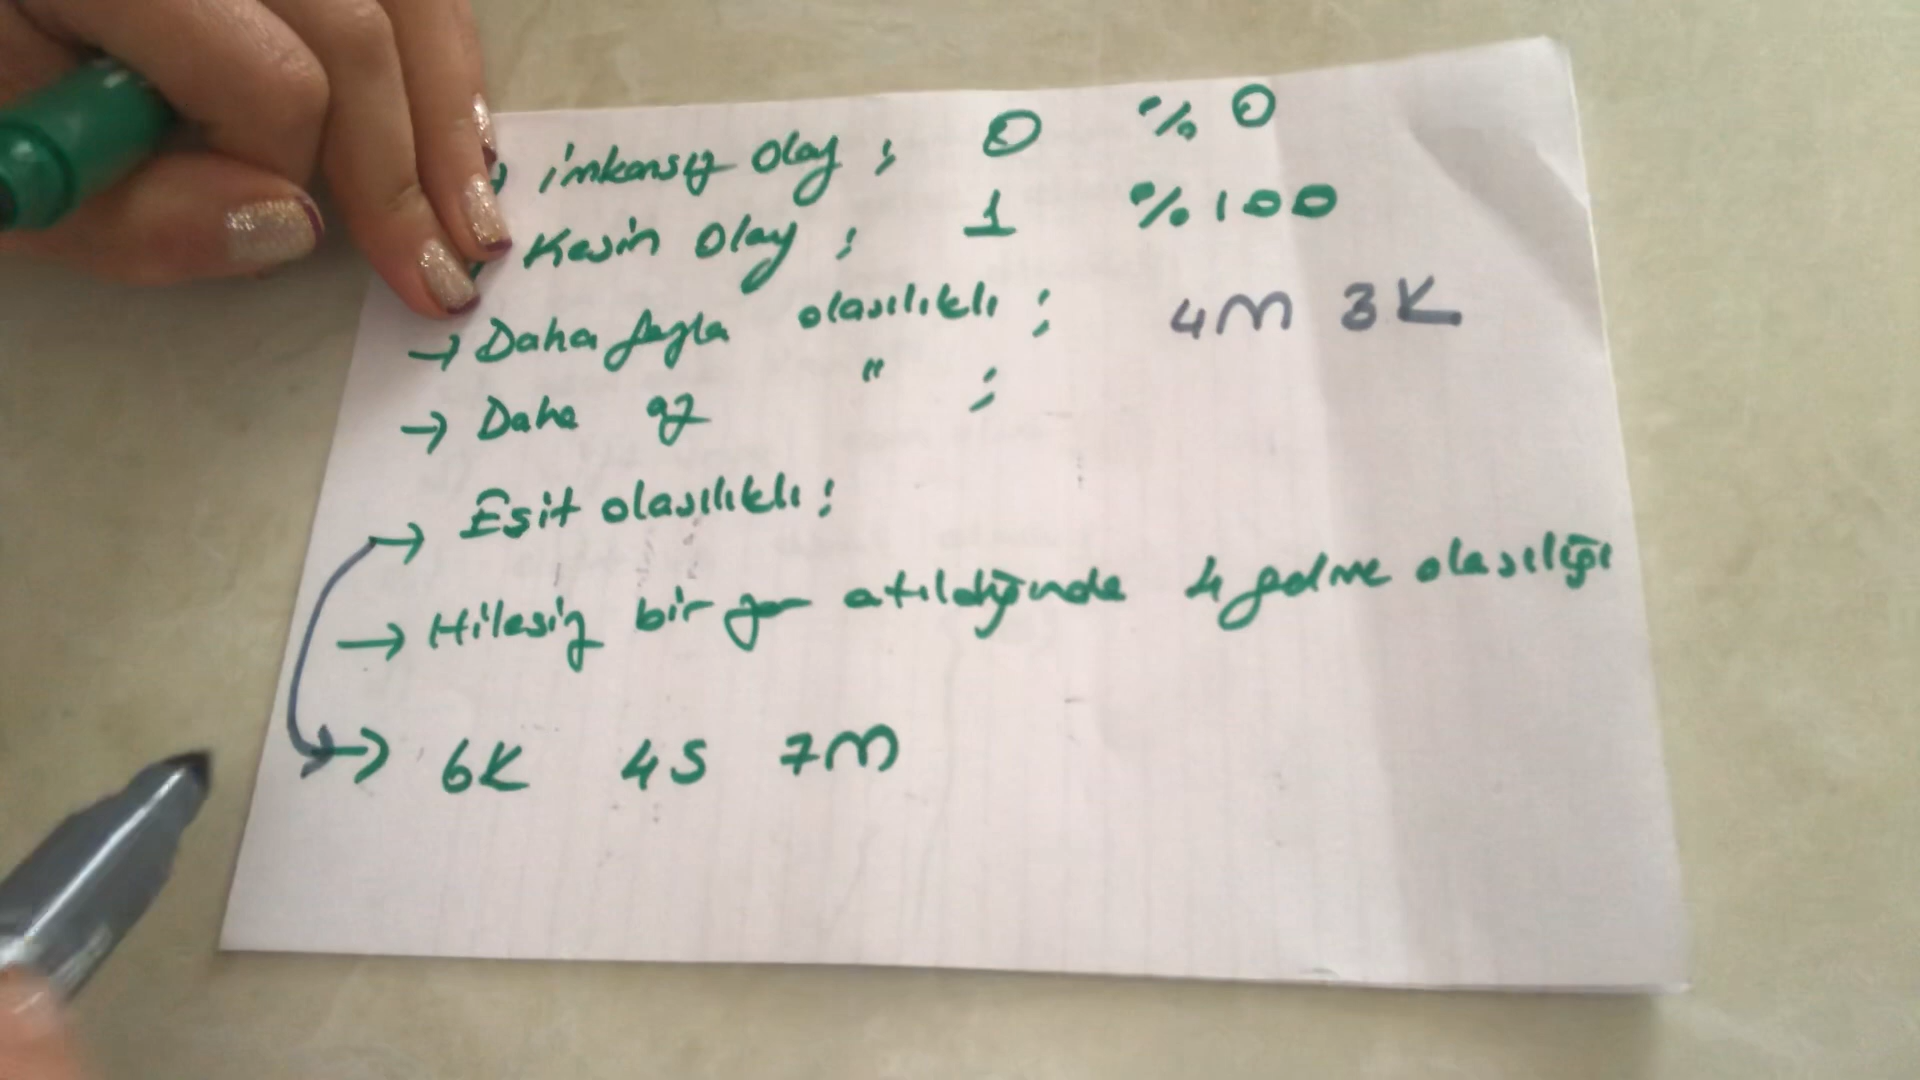 → imkansız olay ; 0 % 0
→ Kesin olay ; 1 % 100
→ Daha fazla olasılıklı ; 4M 3K
→ Daha az " ;
→ Eşit olasılıklı ;
→ Hilesiz bir zar atıldığında 4 gelme olasılığı
→ 6K 4S 7M